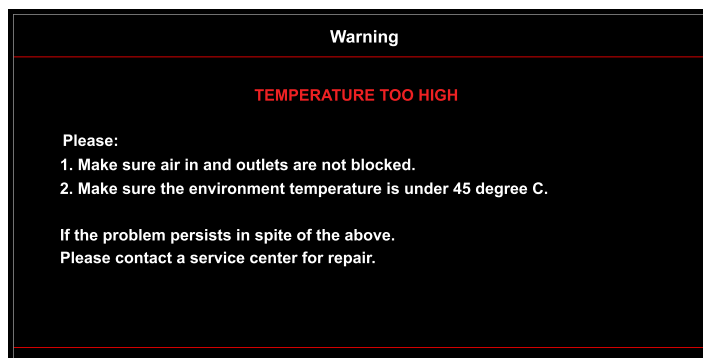 Warning
TEMPERATURE TOO HIGH
Please:
1. Make sure air in and outlets are not blocked.
2. Make sure the environment temperature is under 45 degree C.
If the problem persists in spite of the above.
Please contact a service center for repair.